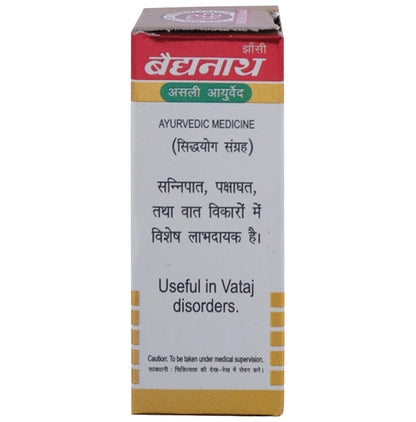 झाँसी
बैद्यनाथ
असली आयुर्वेद
AYURVEDIC MEDICINE
(सिद्धयोग संग्रह)
सन्निपात, पक्षाघत,
तथा वात विकारों में
विशेष लाभदायक है।
Useful in Vataj
disorders.
Caution: To be taken under medical supervision.
सावधानी : चिकित्सक की देख-रेख में सेवन करें।